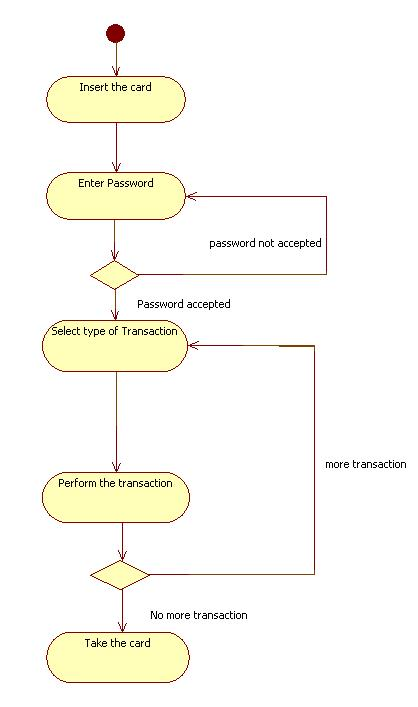 Insert the card
Enter Password
password not accepted
Password accepted
Select type of Transaction
more transaction
Perform the transaction
No more transaction
Take the card